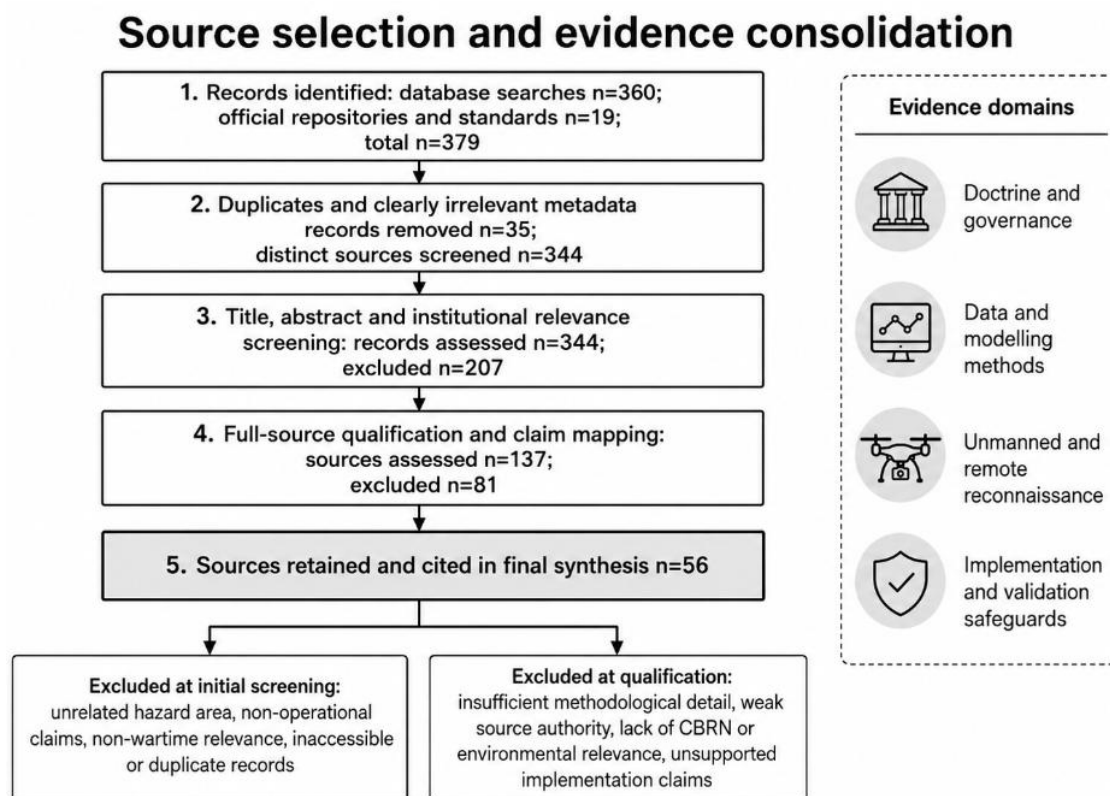 Source selection and evidence consolidation
1. Records identified: database searches n=360;
official repositories and standards n=19;
total n=379
2. Duplicates and clearly irrelevant metadata
records removed n=35;
distinct sources screened n=344
3. Title, abstract and institutional relevance
screening: records assessed n=344;
excluded n=207
4. Full-source qualification and claim mapping:
sources assessed n=137;
excluded n=81
5. Sources retained and cited in final synthesis n=56
Excluded at initial screening:
unrelated hazard area, non-operational
claims, non-wartime relevance, inaccessible
or duplicate records
Excluded at qualification:
insufficient methodological detail, weak
source authority, lack of CBRN or
environmental relevance, unsupported
implementation claims
Evidence domains
Doctrine and
governance
Data and
modelling
methods
Unmanned and
remote
reconnaissance
Implementation
and validation
safeguards